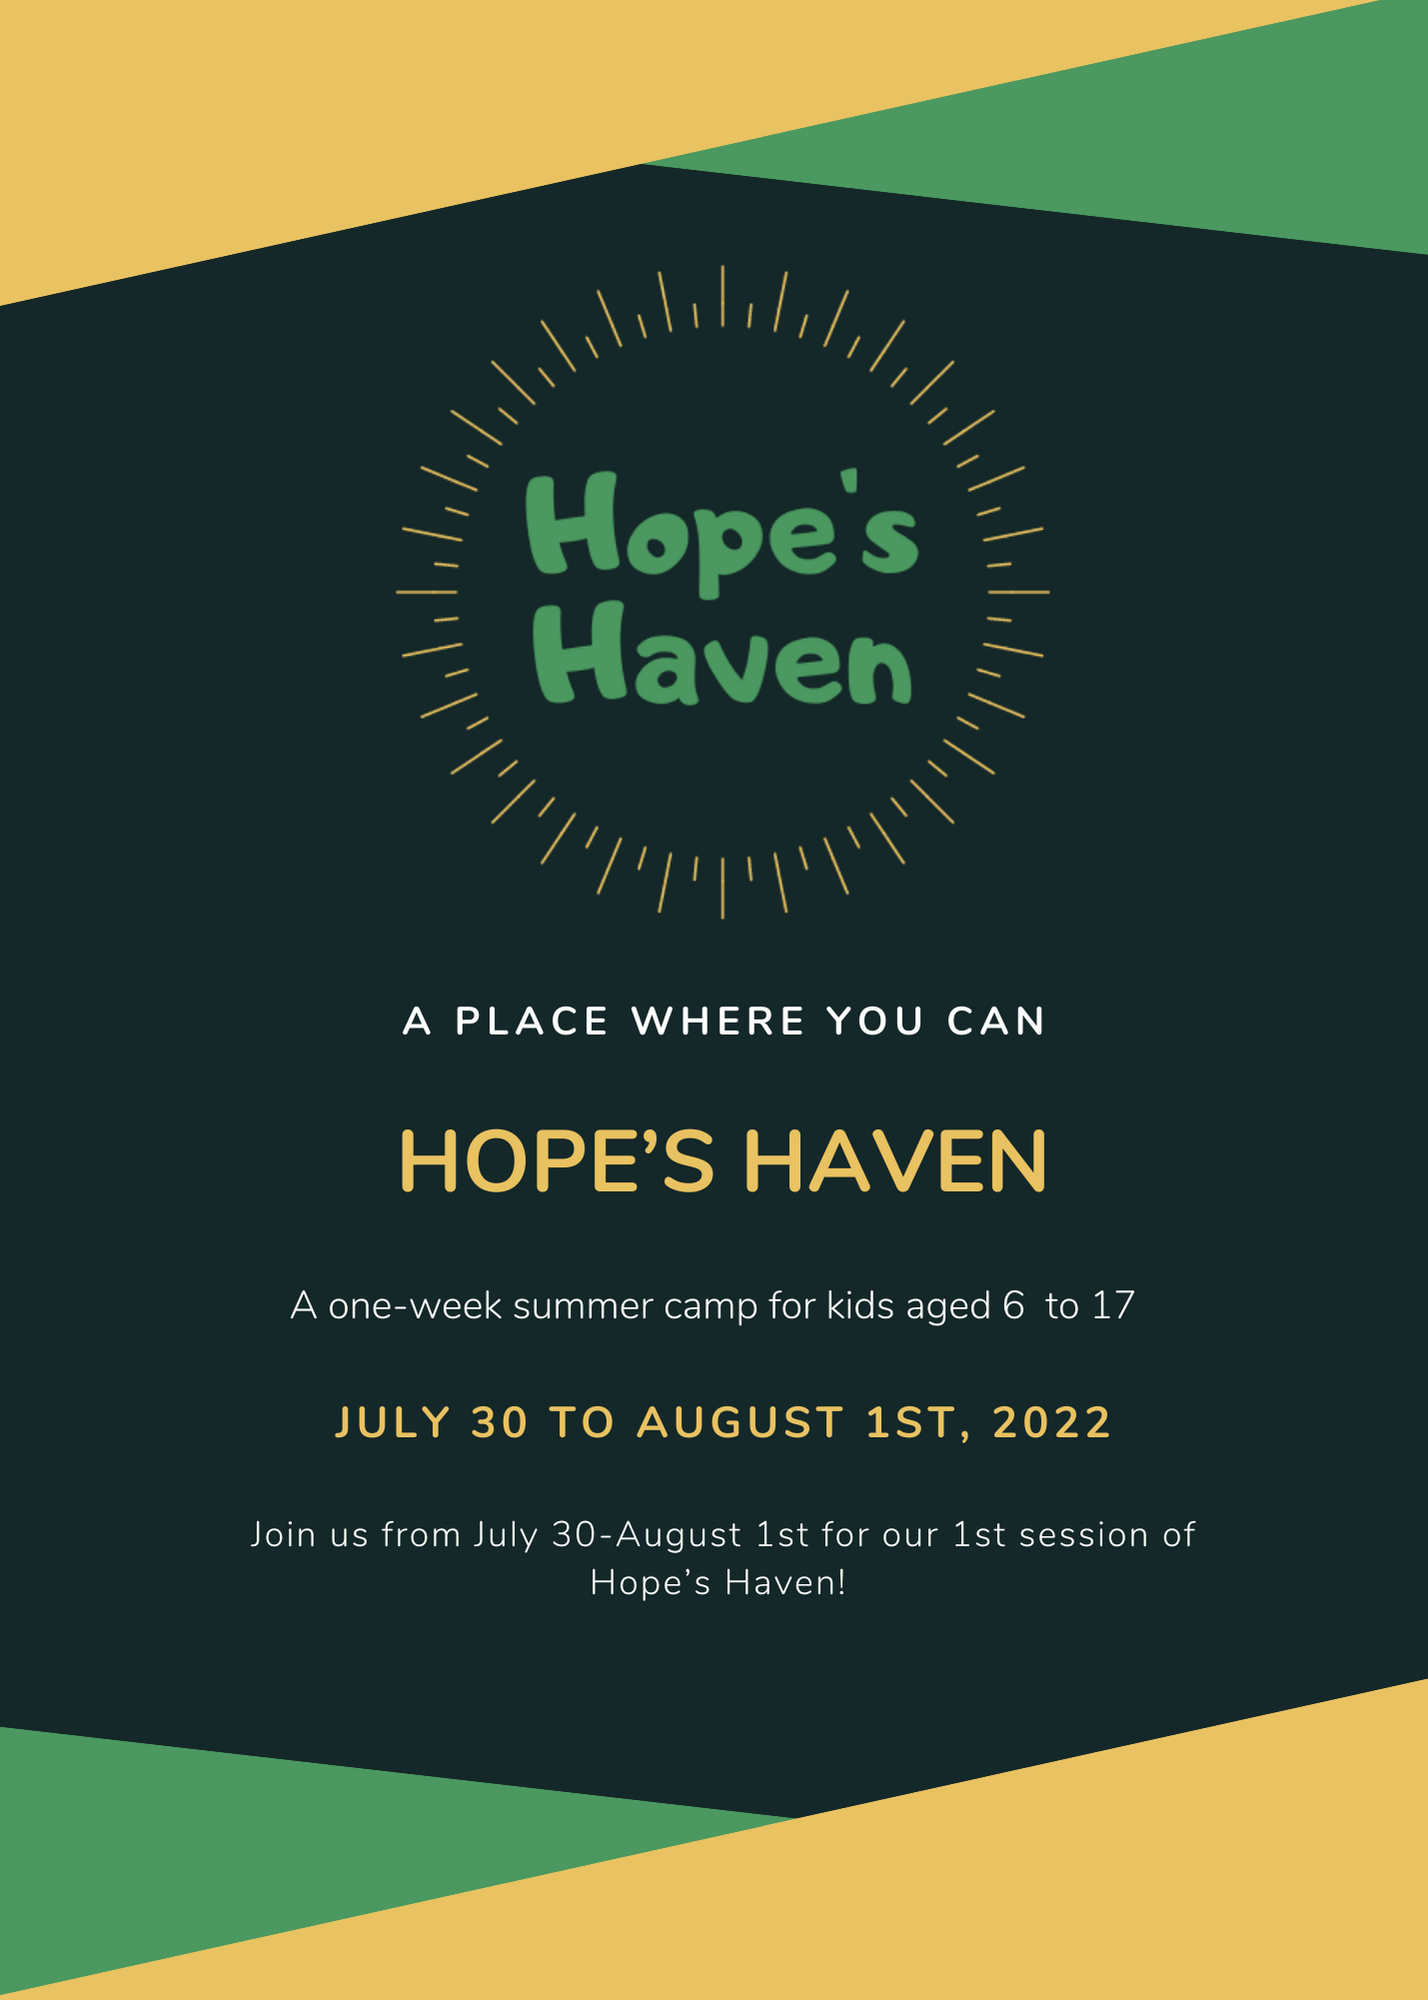 Hope's
Haven
A PLACE WHERE YOU CAN
HOPE’S HAVEN
A one-week summer camp for kids aged 6  to 17
JULY 30 TO AUGUST 1ST, 2022
Join us from July 30-August 1st for our 1st session of
Hope’s Haven!